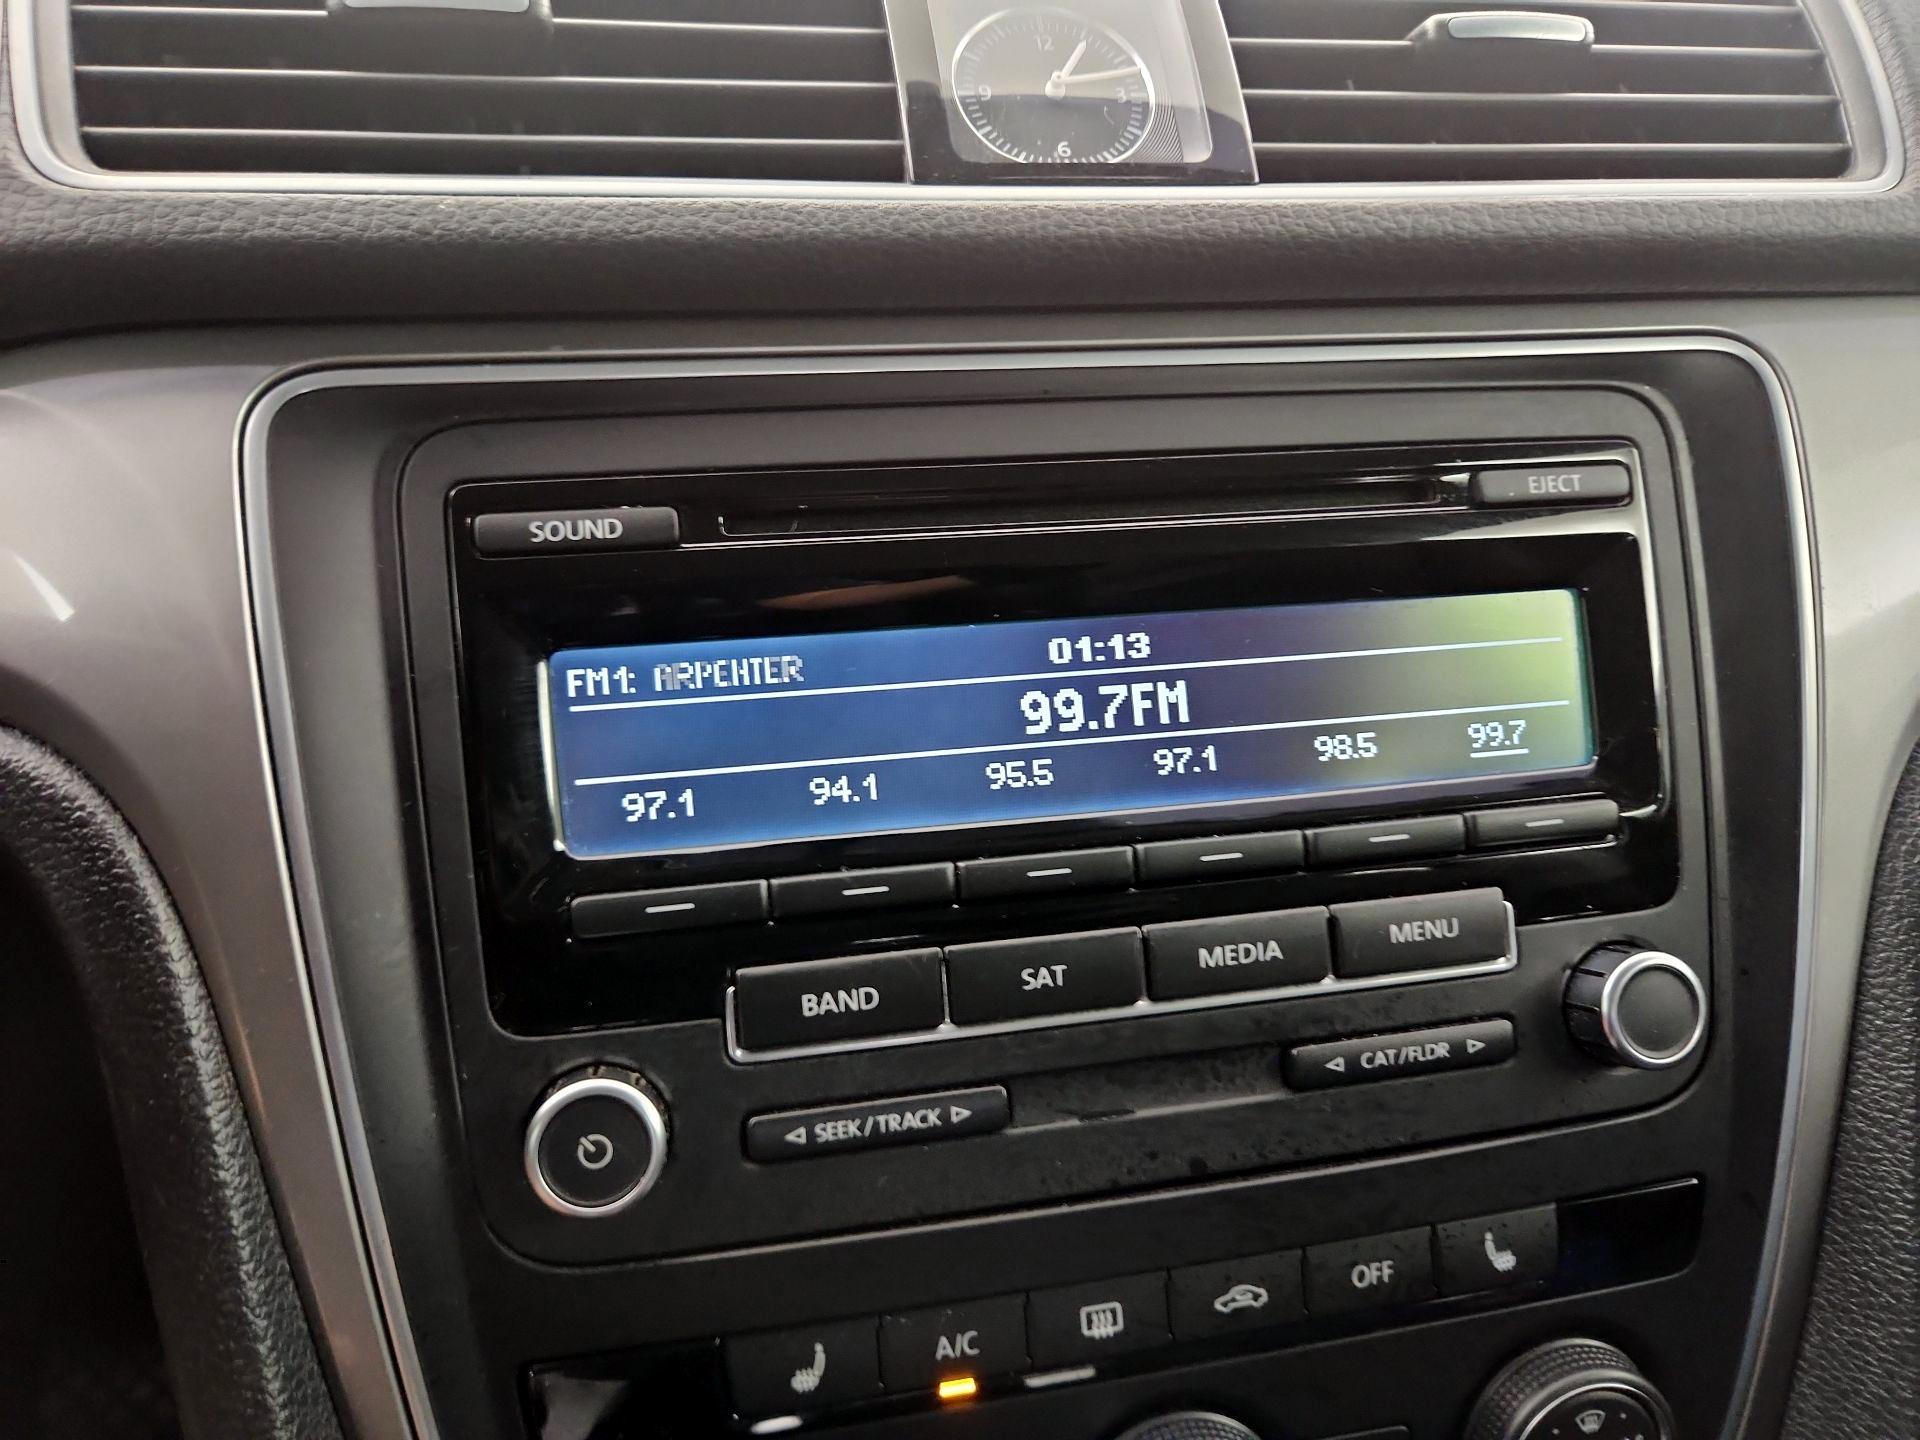 12
9
3
6
SOUND
EJECT
FM1: ARPENTER
01:13
99.7FM
97.1 94.1 95.5 97.1 98.5 99.7
BAND SAT MEDIA MENU
SEEK/TRACK
CAT/FLDR
A/C
OFF